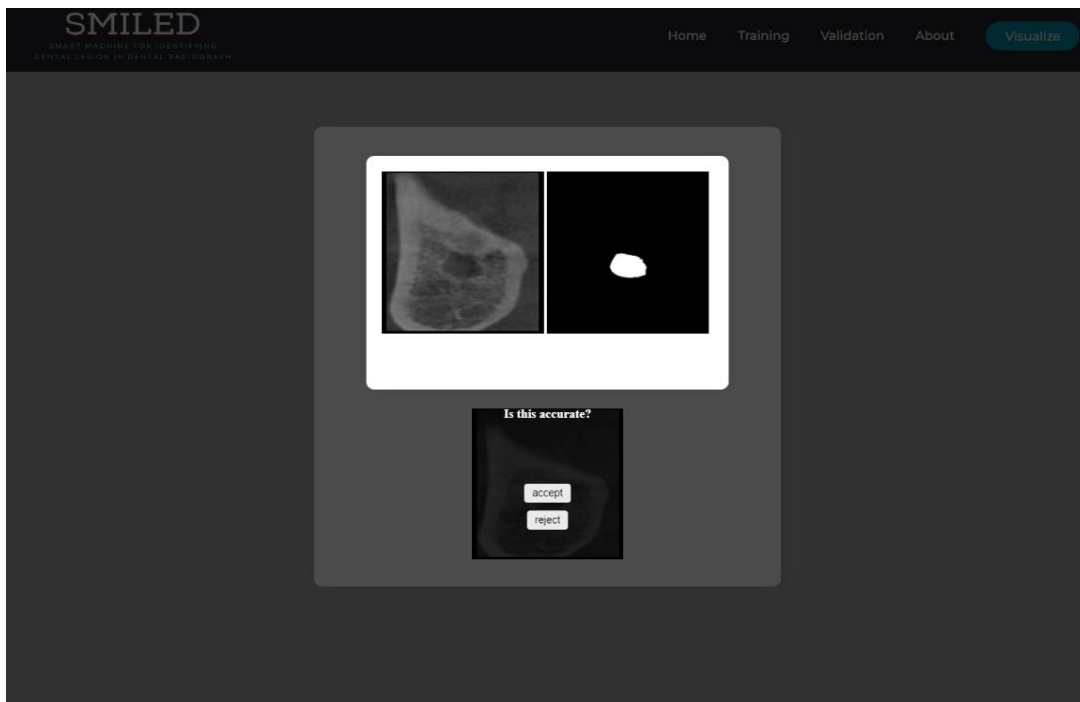 SMILED
SMART MACHINE FOR IDENTIFYING
DENTAL LESION IN DENTAL RADIOGRAPH
Home Training Validation About Visualize
Is this accurate?
accept
reject